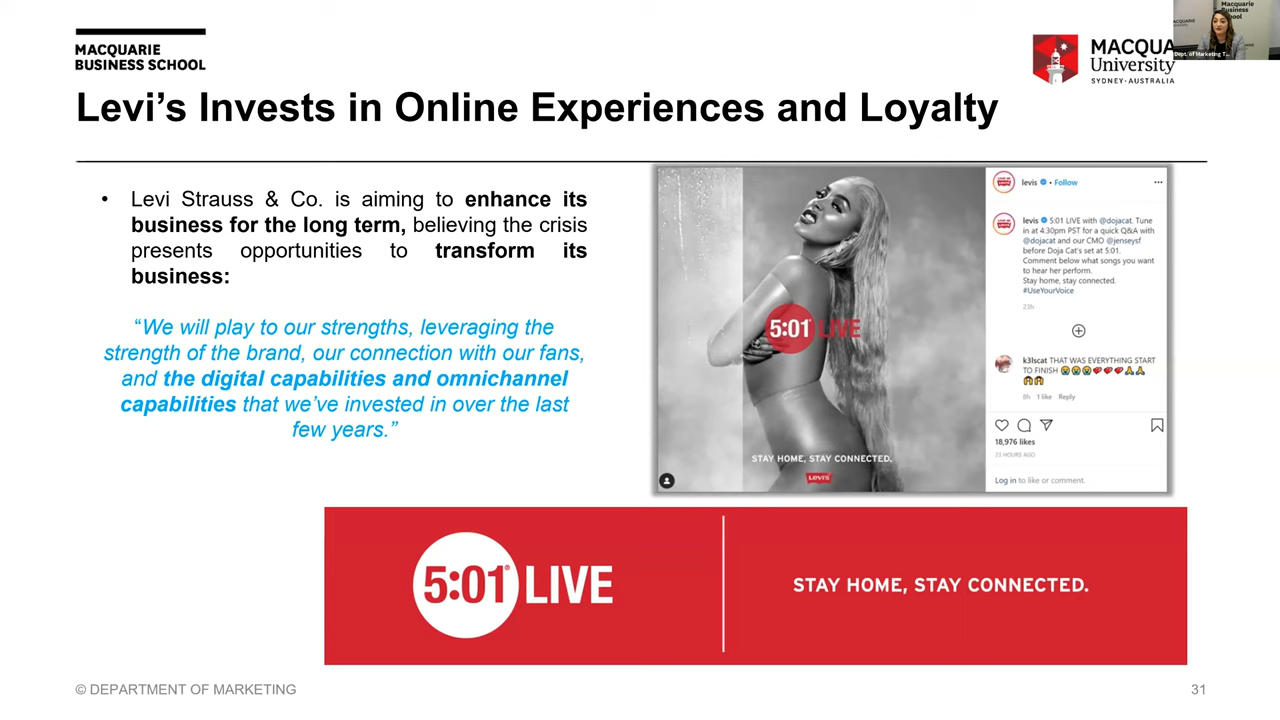 MACQUARIE
BUSINESS SCHOOL
MACQUA
University
SYDNEY·AUSTRALIA
Macquarie
Business
School
Dept. of Marketing T...
Levi's Invests in Online Experiences and Loyalty
• Levi Strauss & Co. is aiming to enhance its
business for the long term, believing the crisis
presents opportunities to transform its
business:
"We will play to our strengths, leveraging the
strength of the brand, our connection with our fans,
and the digital capabilities and omnichannel
capabilities that we've invested in over the last
few years."
5:01 LIVE
STAY HOME, STAY CONNECTED.
Levi's
levis • Follow
levis 5:01 LIVE with @dojacat. Tune
in at 4:30pm PST for a quick Q&A with
@dojacat and our CMO @jenseysf
before Doja Cat's set at 5:01.
Comment below what songs you want
to hear her perform.
Stay home, stay connected.
#UseYourVoice
23h
k3lscat THAT WAS EVERYTHING START
TO FINISH 😭😭😭💓💓💓🙏🙏
8h 1 like Reply
18,976 likes
23 HOURS AGO
Log in to like or comment.
5:01® LIVE
STAY HOME, STAY CONNECTED.
© DEPARTMENT OF MARKETING
31